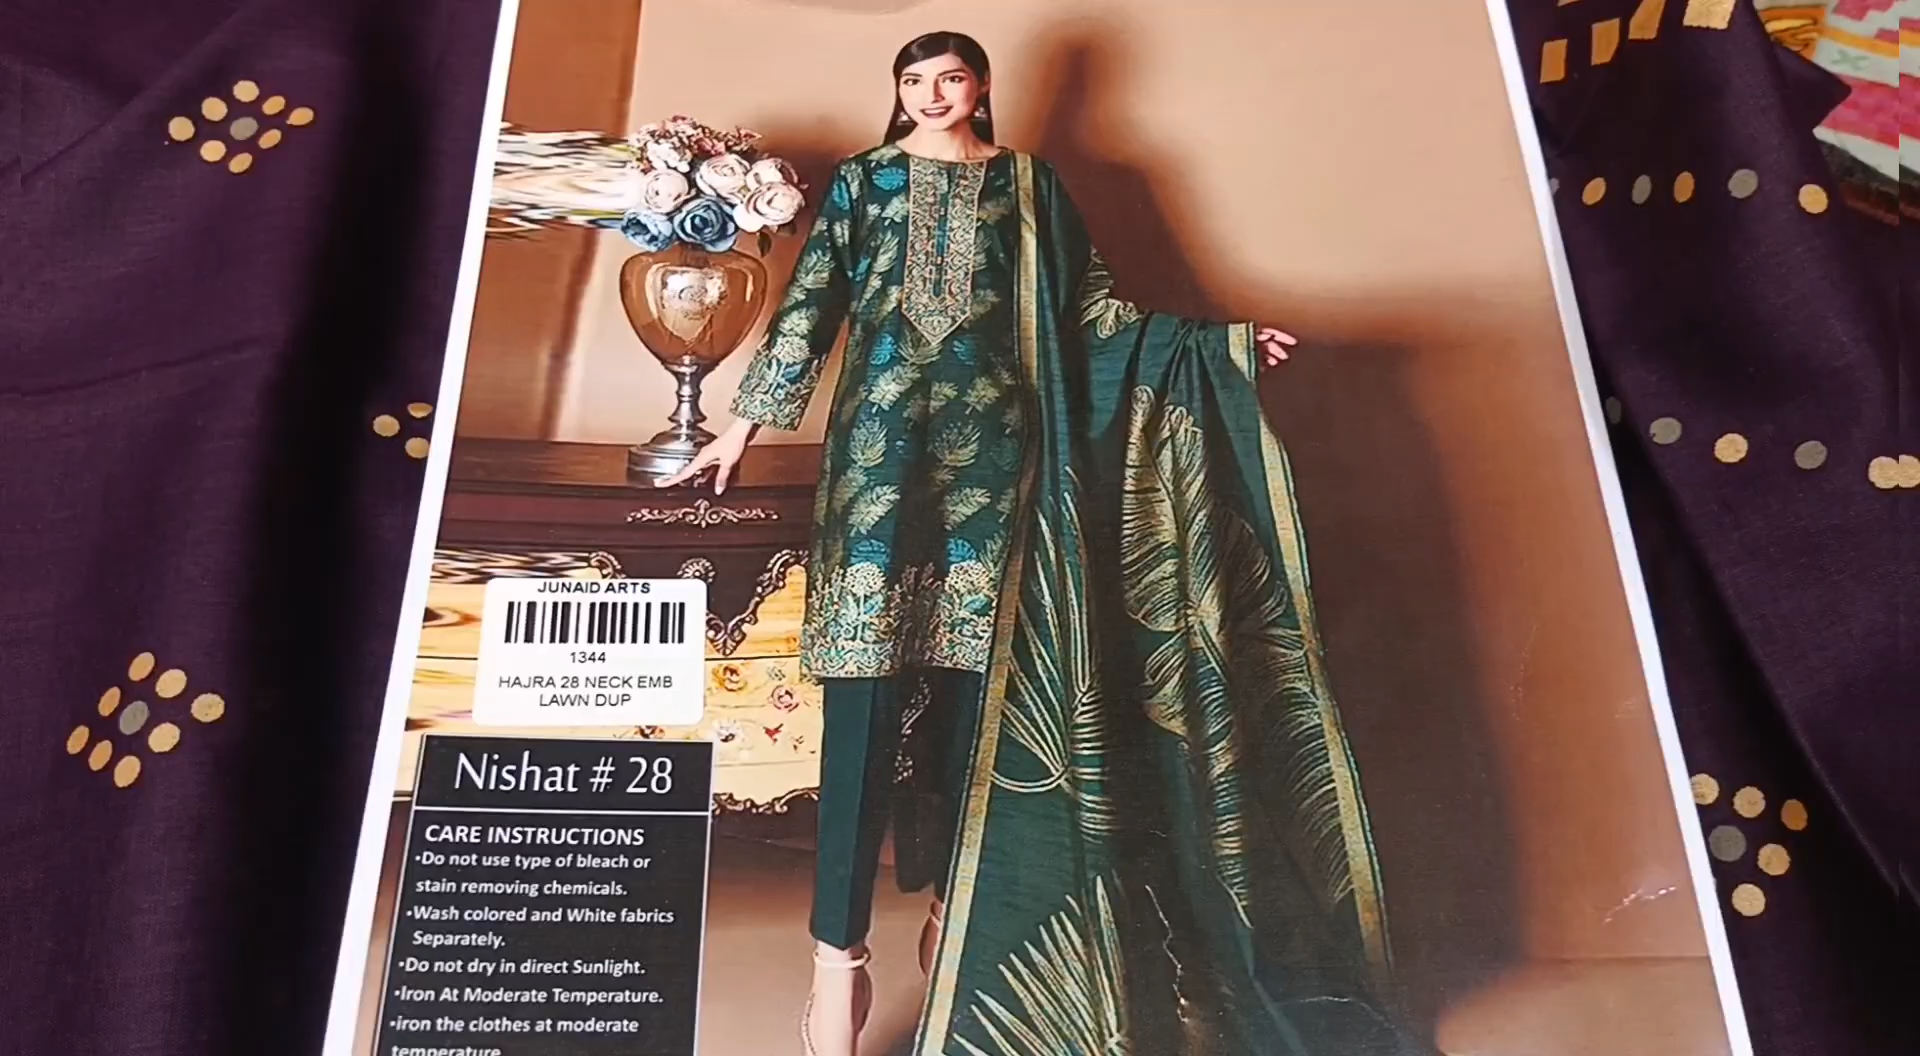 JUNAID ARTS
1344
HAJRA 28 NECK EMB
LAWN DUP
Nishat # 28
CARE INSTRUCTIONS
•Do not use type of bleach or
stain removing chemicals.
•Wash colored and White fabrics
Separately.
•Do not dry in direct Sunlight.
•Iron At Moderate Temperature.
•iron the clothes at moderate
temperature